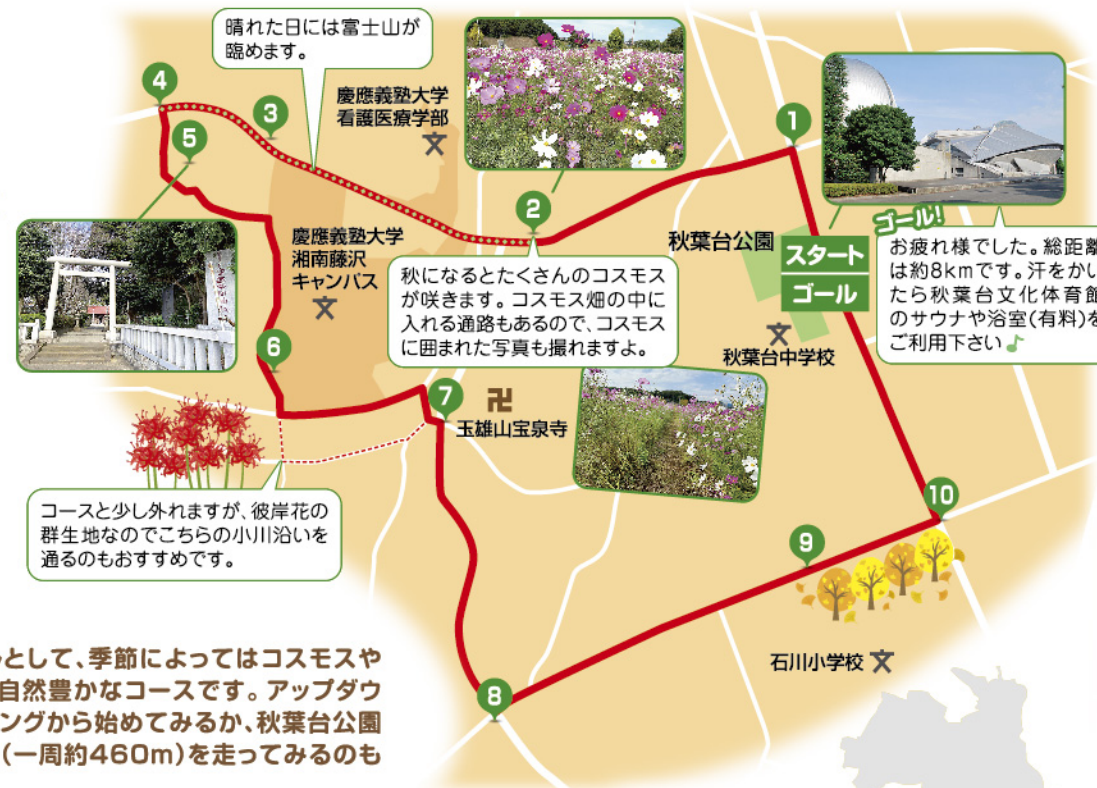 晴れた日には富士山が
臨めます。
4
3
5
慶應義塾大学
看護医療学部
文
1
2
慶應義塾大学
湘南藤沢
キャンパス
文
秋葉台公園
スタート
ゴール
ゴール!
お疲れ様でした。総距離
は約8kmです。汗をかい
たら秋葉台文化体育館
のサウナや浴室(有料)を
ご利用下さい♪
秋になるとたくさんのコスモス
が咲きます。コスモス畑の中に
入れる通路もあるので、コスモス
に囲まれた写真も撮れますよ。
文
秋葉台中学校
6
7
卍
玉雄山宝泉寺
コースと少し外れますが、彼岸花の
群生地なのでこちらの小川沿いを
通るのもおすすめです。
10
9
8
石川小学校 文
として、季節によってはコスモスや
自然豊かなコースです。アップダウ
ングから始めてみるか、秋葉台公園
(一周約460m)を走ってみるのも